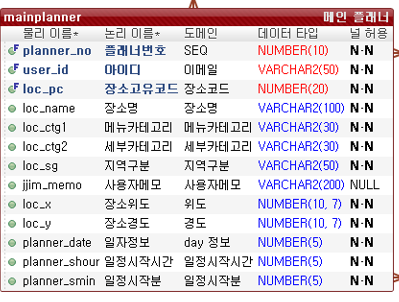 mainplanner 메인 플래너
물리 이름* 논리 이름* 도메인 데이터 타입 널 허용
planner_no 플래너번호 SEQ NUMBER(10) N-N
user_id 아이디 이메일 VARCHAR2(50) N-N
loc_pc 장소고유코드 장소코드 NUMBER(20) N-N
loc_name 장소명 장소명 VARCHAR2(100) N-N
loc_ctg1 메뉴카테고리 메뉴카테고리 VARCHAR2(30) N-N
loc_ctg2 세부카테고리 세부카테고리 VARCHAR2(30) N-N
loc_sg 지역구분 지역구분 VARCHAR2(50) N-N
jjim_memo 사용자메모 사용자메모 VARCHAR2(200) NULL
loc_x 장소위도 위도 NUMBER(10, 7) N-N
loc_y 장소경도 경도 NUMBER(10, 7) N-N
planner_date 일자정보 day 정보 NUMBER(5) N-N
planner_shour 일정시작시간 일정시작시간 NUMBER(5) N-N
planner_smin 일정시작분 일정시작분 NUMBER(5) N-N